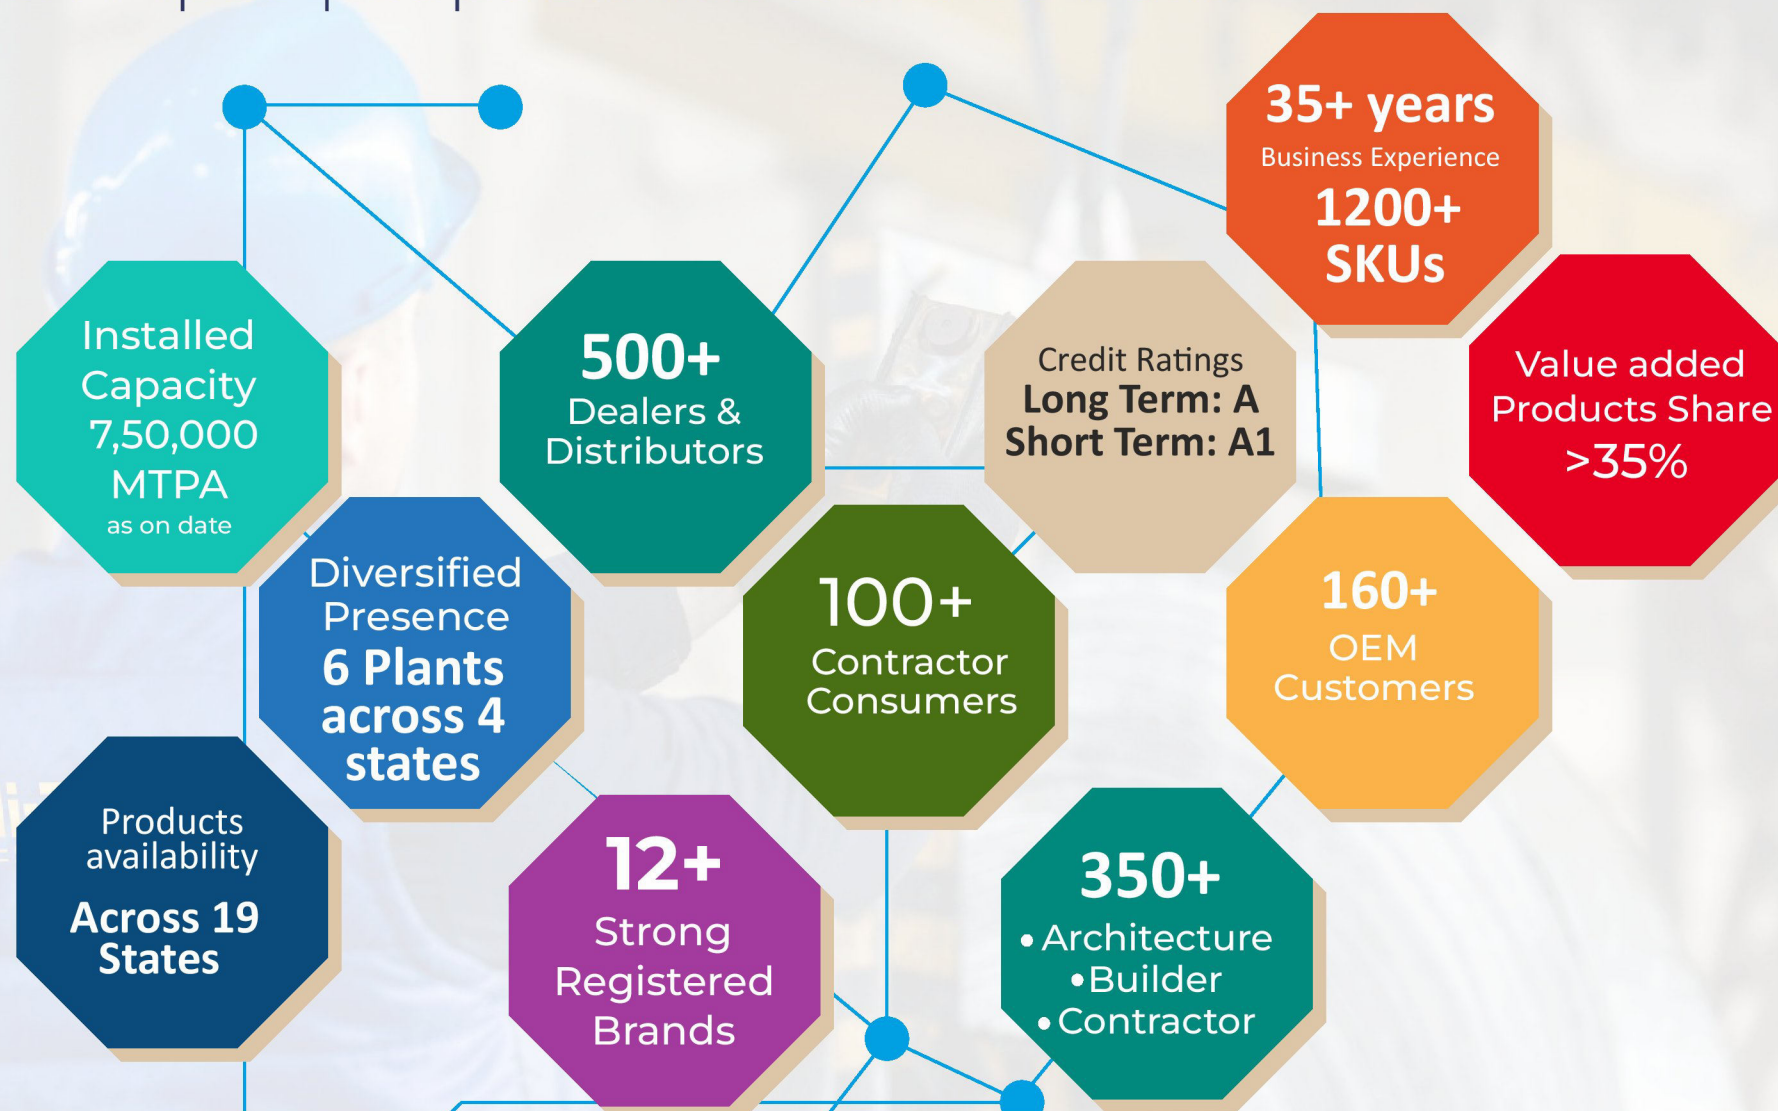 35+ years
Business Experience
1200+
SKUs
Installed
Capacity
7,50,000
MTPA
as on date
500+
Dealers &
Distributors
Credit Ratings
Long Term: A
Short Term: A1
Value added
Products Share
>35%
Diversified
Presence
6 Plants
across 4
states
100+
Contractor
Consumers
160+
OEM
Customers
Products
availability
Across 19
States
12+
Strong
Registered
Brands
350+
• Architecture
•Builder
• Contractor